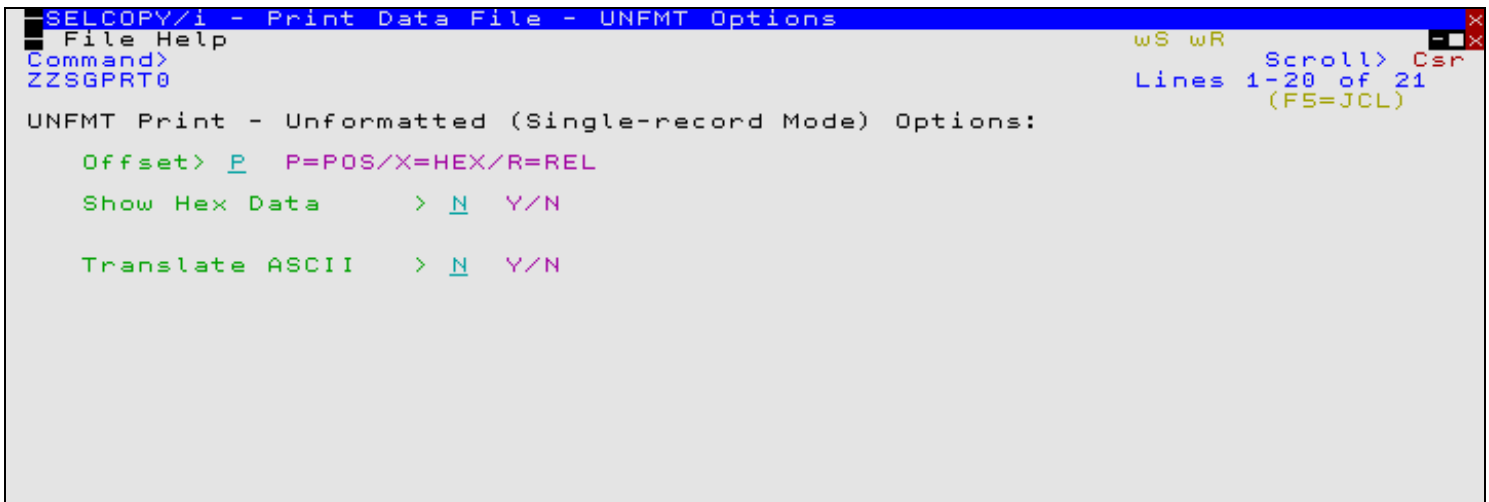 SELCOPY/i - Print Data File - UNFMT Options x
File Help wS wR x
Command> Scroll> Csr
ZZSGPRT0 Lines 1-20 of 21
(F5=JCL)
UNFMT Print - Unformatted (Single-record Mode) Options:
Offset> P P=POS/X=HEX/R=REL
Show Hex Data > N Y/N
Translate ASCII > N Y/N